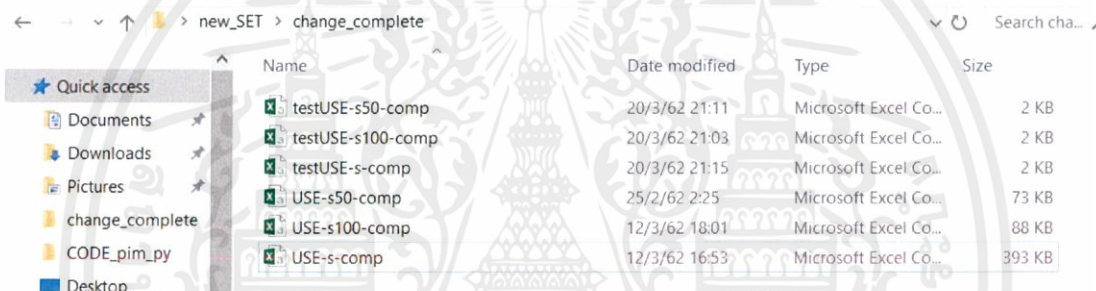 new_SET > change_complete Search cha...
Name Date modified Type Size
Quick access
Documents
Downloads
Pictures
change_complete
CODE_pim_py
Desktop
testUSE-s50-comp 20/3/62 21:11 Microsoft Excel Co... 2 KB
testUSE-s100-comp 20/3/62 21:03 Microsoft Excel Co... 2 KB
testUSE-s-comp 20/3/62 21:15 Microsoft Excel Co... 2 KB
USE-s50-comp 25/2/62 2:25 Microsoft Excel Co... 73 KB
USE-s100-comp 12/3/62 18:01 Microsoft Excel Co... 88 KB
USE-s-comp 12/3/62 16:53 Microsoft Excel Co... 393 KB